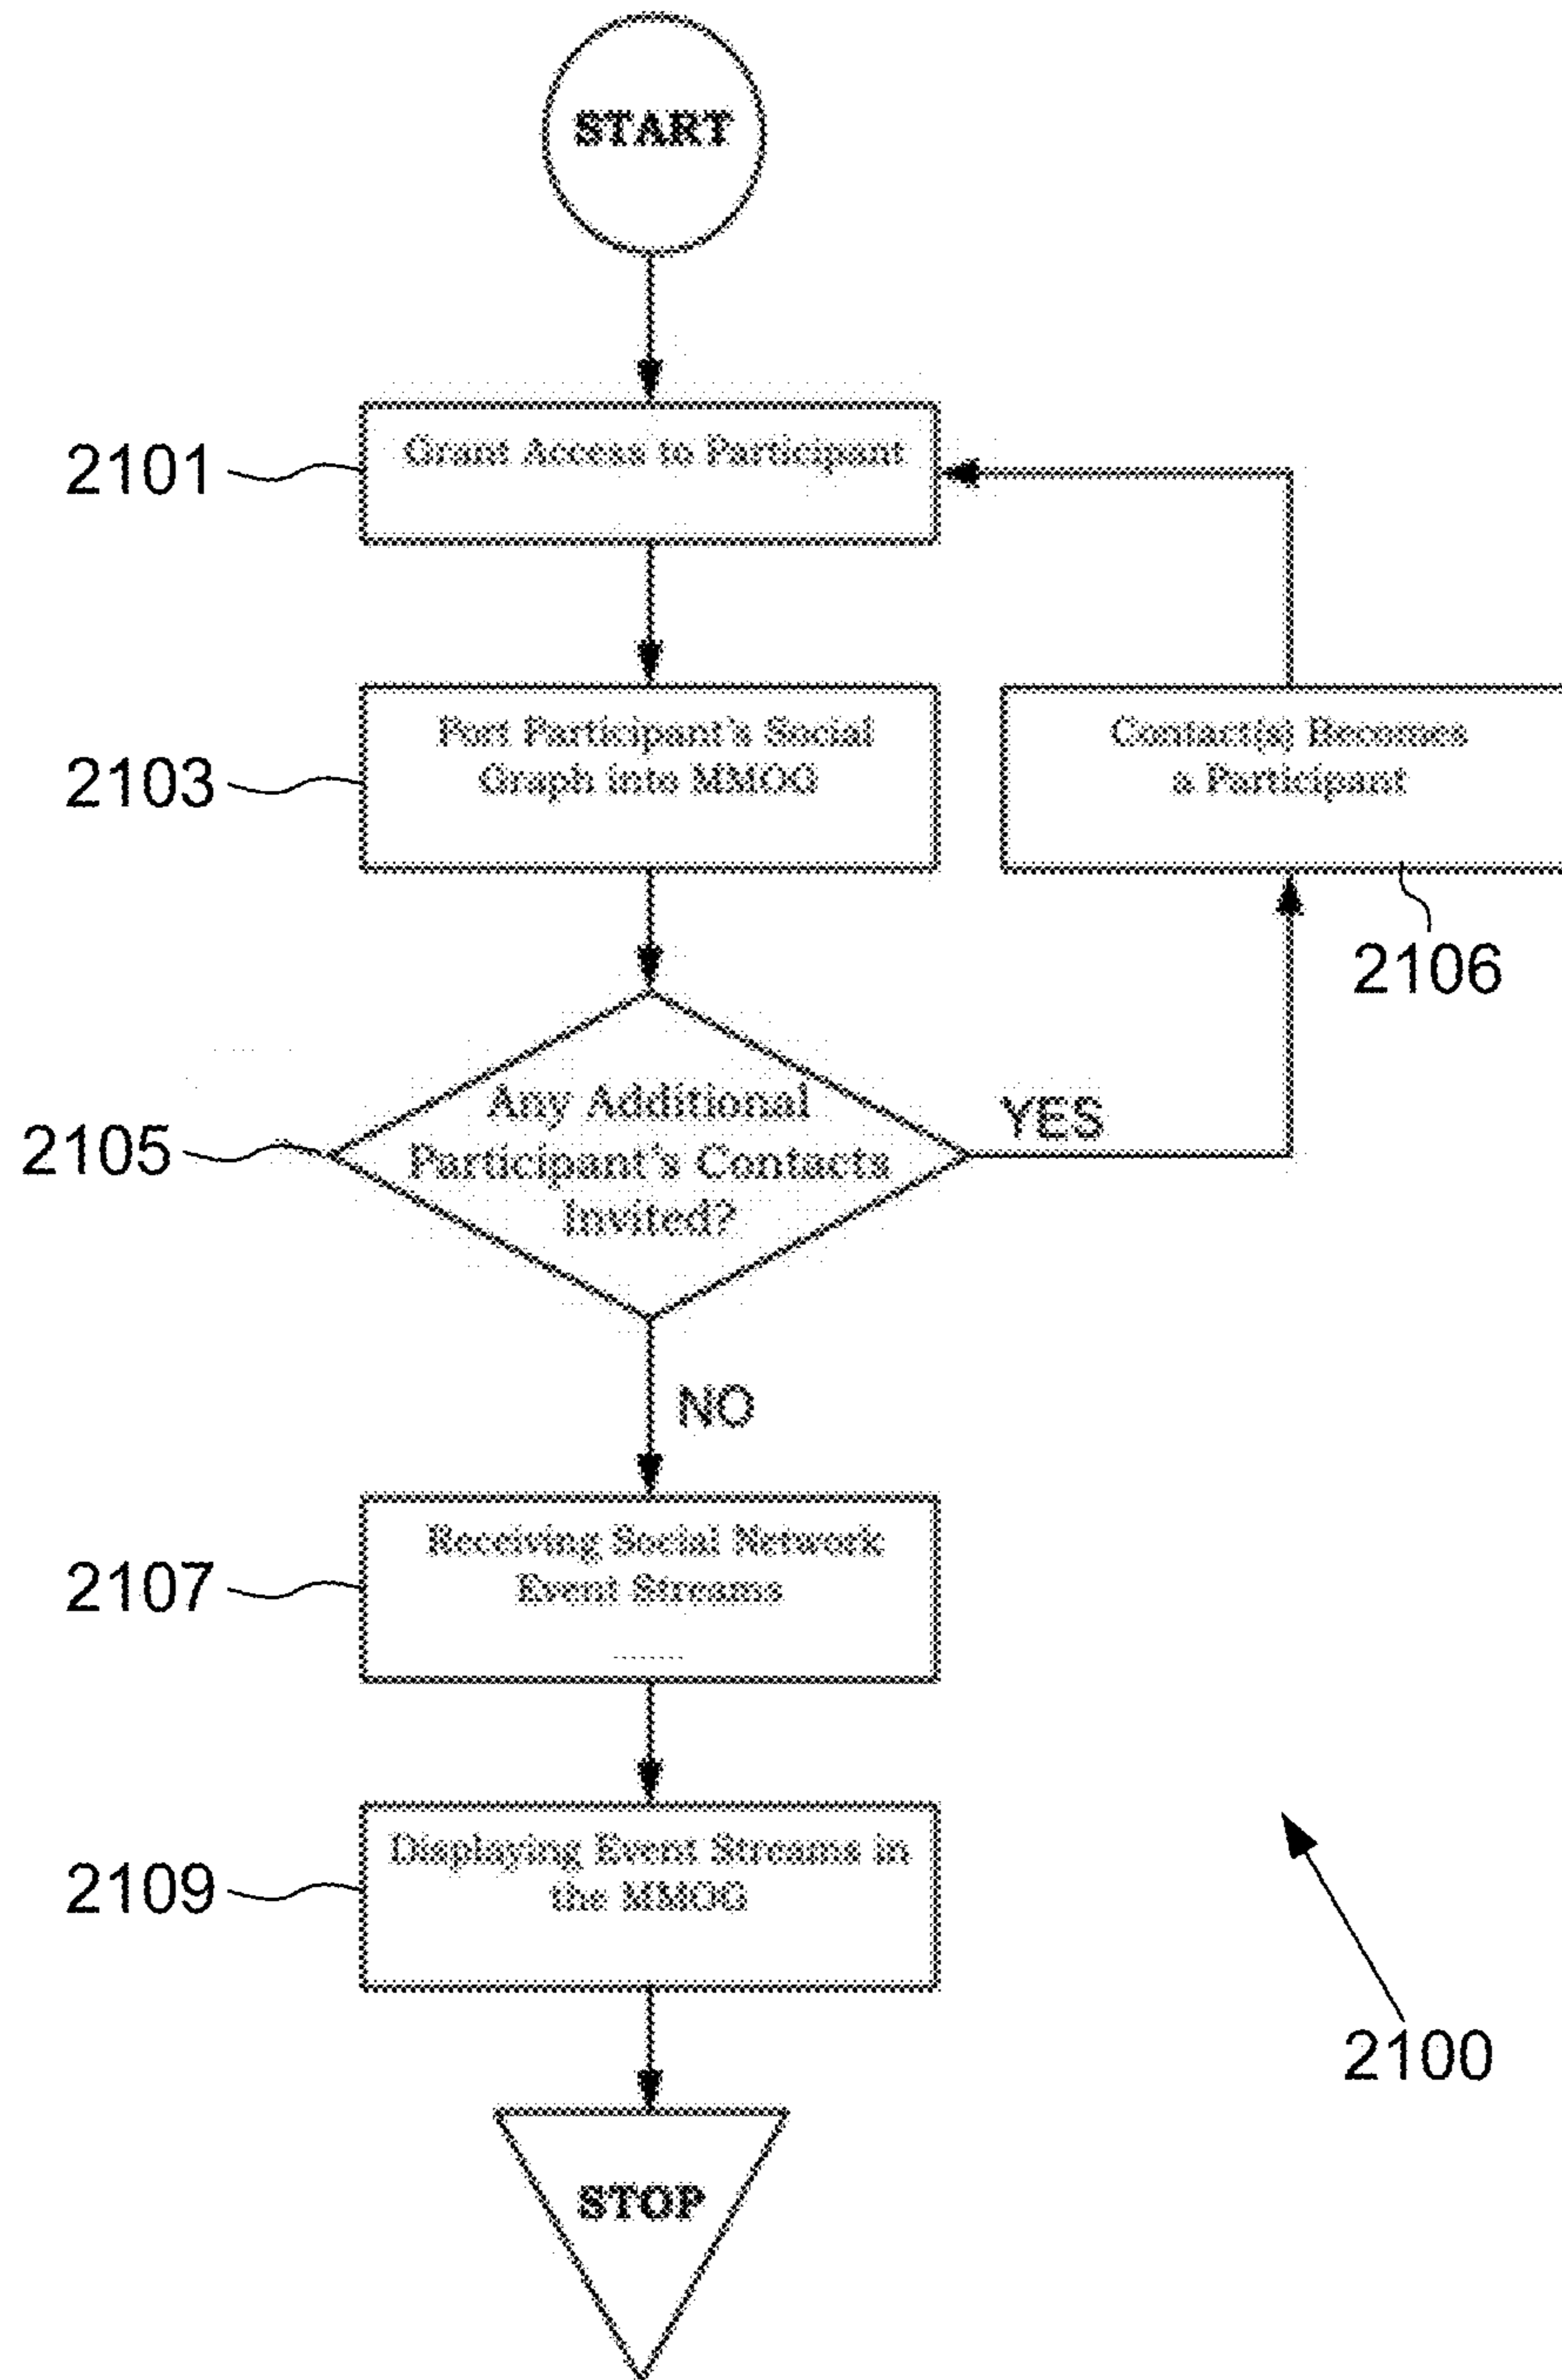 START
2101
Grant Access to Participant
2103
Port Participant's Social
Graph into MMOG
Contact(s) Becomes
a Participant
2106
2105
Any Additional
Participant's Contacts
Invited?
YES
NO
2107
Receiving Social Network
Event Streams
2109
Displaying Event Streams in
the MMOG
2100
STOP